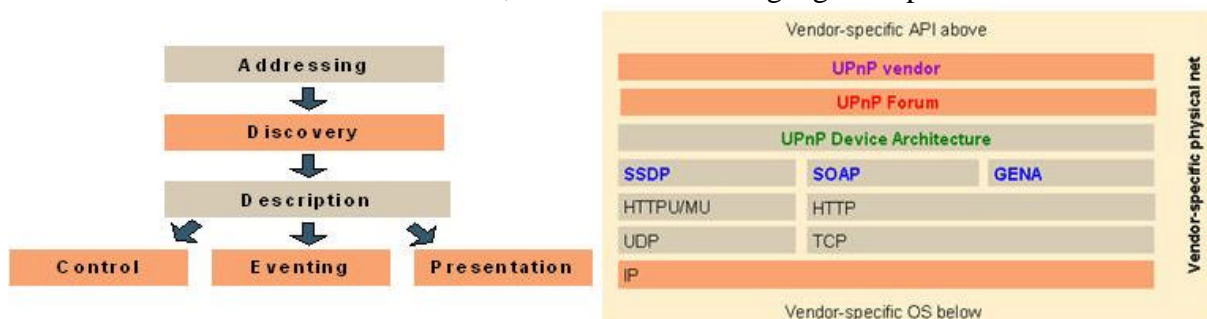 Addressing
Discovery
Description
Control Eventing Presentation
Vendor-specific API above
UPnP vendor
UPnP Forum
UPnP Device Architecture
SSDP SOAP GENA
HTTPU/MU HTTP
UDP TCP
IP
Vendor-specific OS below
Vendor-specific physical net